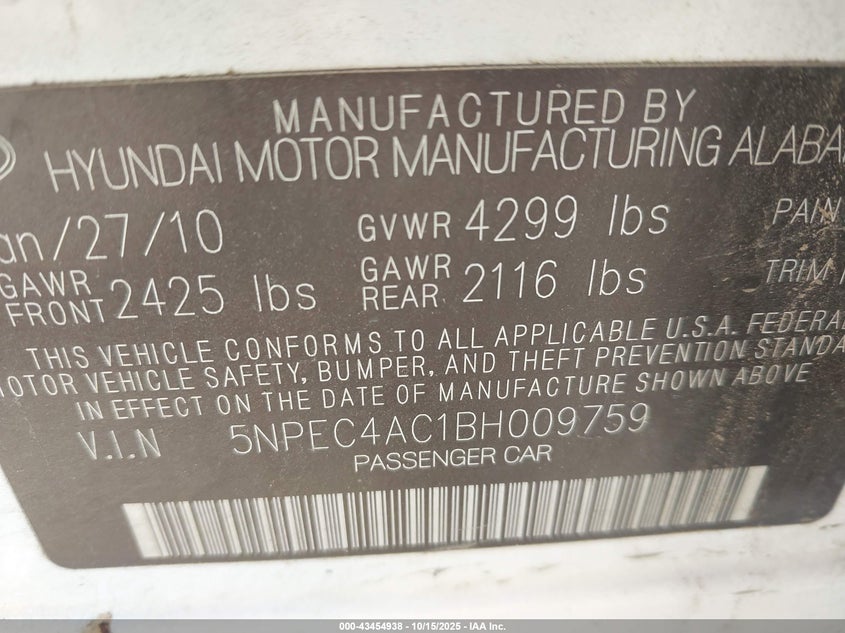 MANUFACTURED BY
HYUNDAI MOTOR MANUFACTURING ALABA
an/27/10 GVWR 4299 lbs PAIN
GAWR FRONT 2425 lbs GAWR REAR 2116 lbs TRIM
THIS VEHICLE CONFORMS TO ALL APPLICABLE U.S.A. FEDERAL
MOTOR VEHICLE SAFETY, BUMPER, AND THEFT PREVENTION STANDA
IN EFFECT ON THE DATE OF MANUFACTURE SHOWN ABOVE
V.I.N 5NPEC4AC1BH009759
PASSENGER CAR
000-43454938 - 10/15/2025 - IAA Inc.